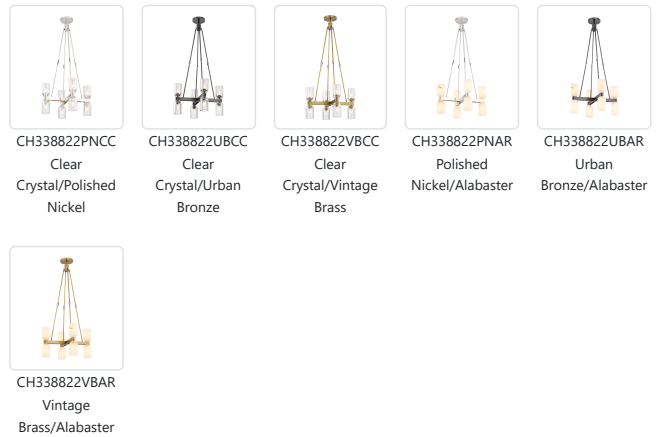 CH338822PNCC
Clear
Crystal/Polished
Nickel
CH338822UBCC
Clear
Crystal/Urban
Bronze
CH338822VBCC
Clear
Crystal/Vintage
Brass
CH338822PNAR
Polished
Nickel/Alabaster
CH338822UBAR
Urban
Bronze/Alabaster
CH338822VBAR
Vintage
Brass/Alabaster